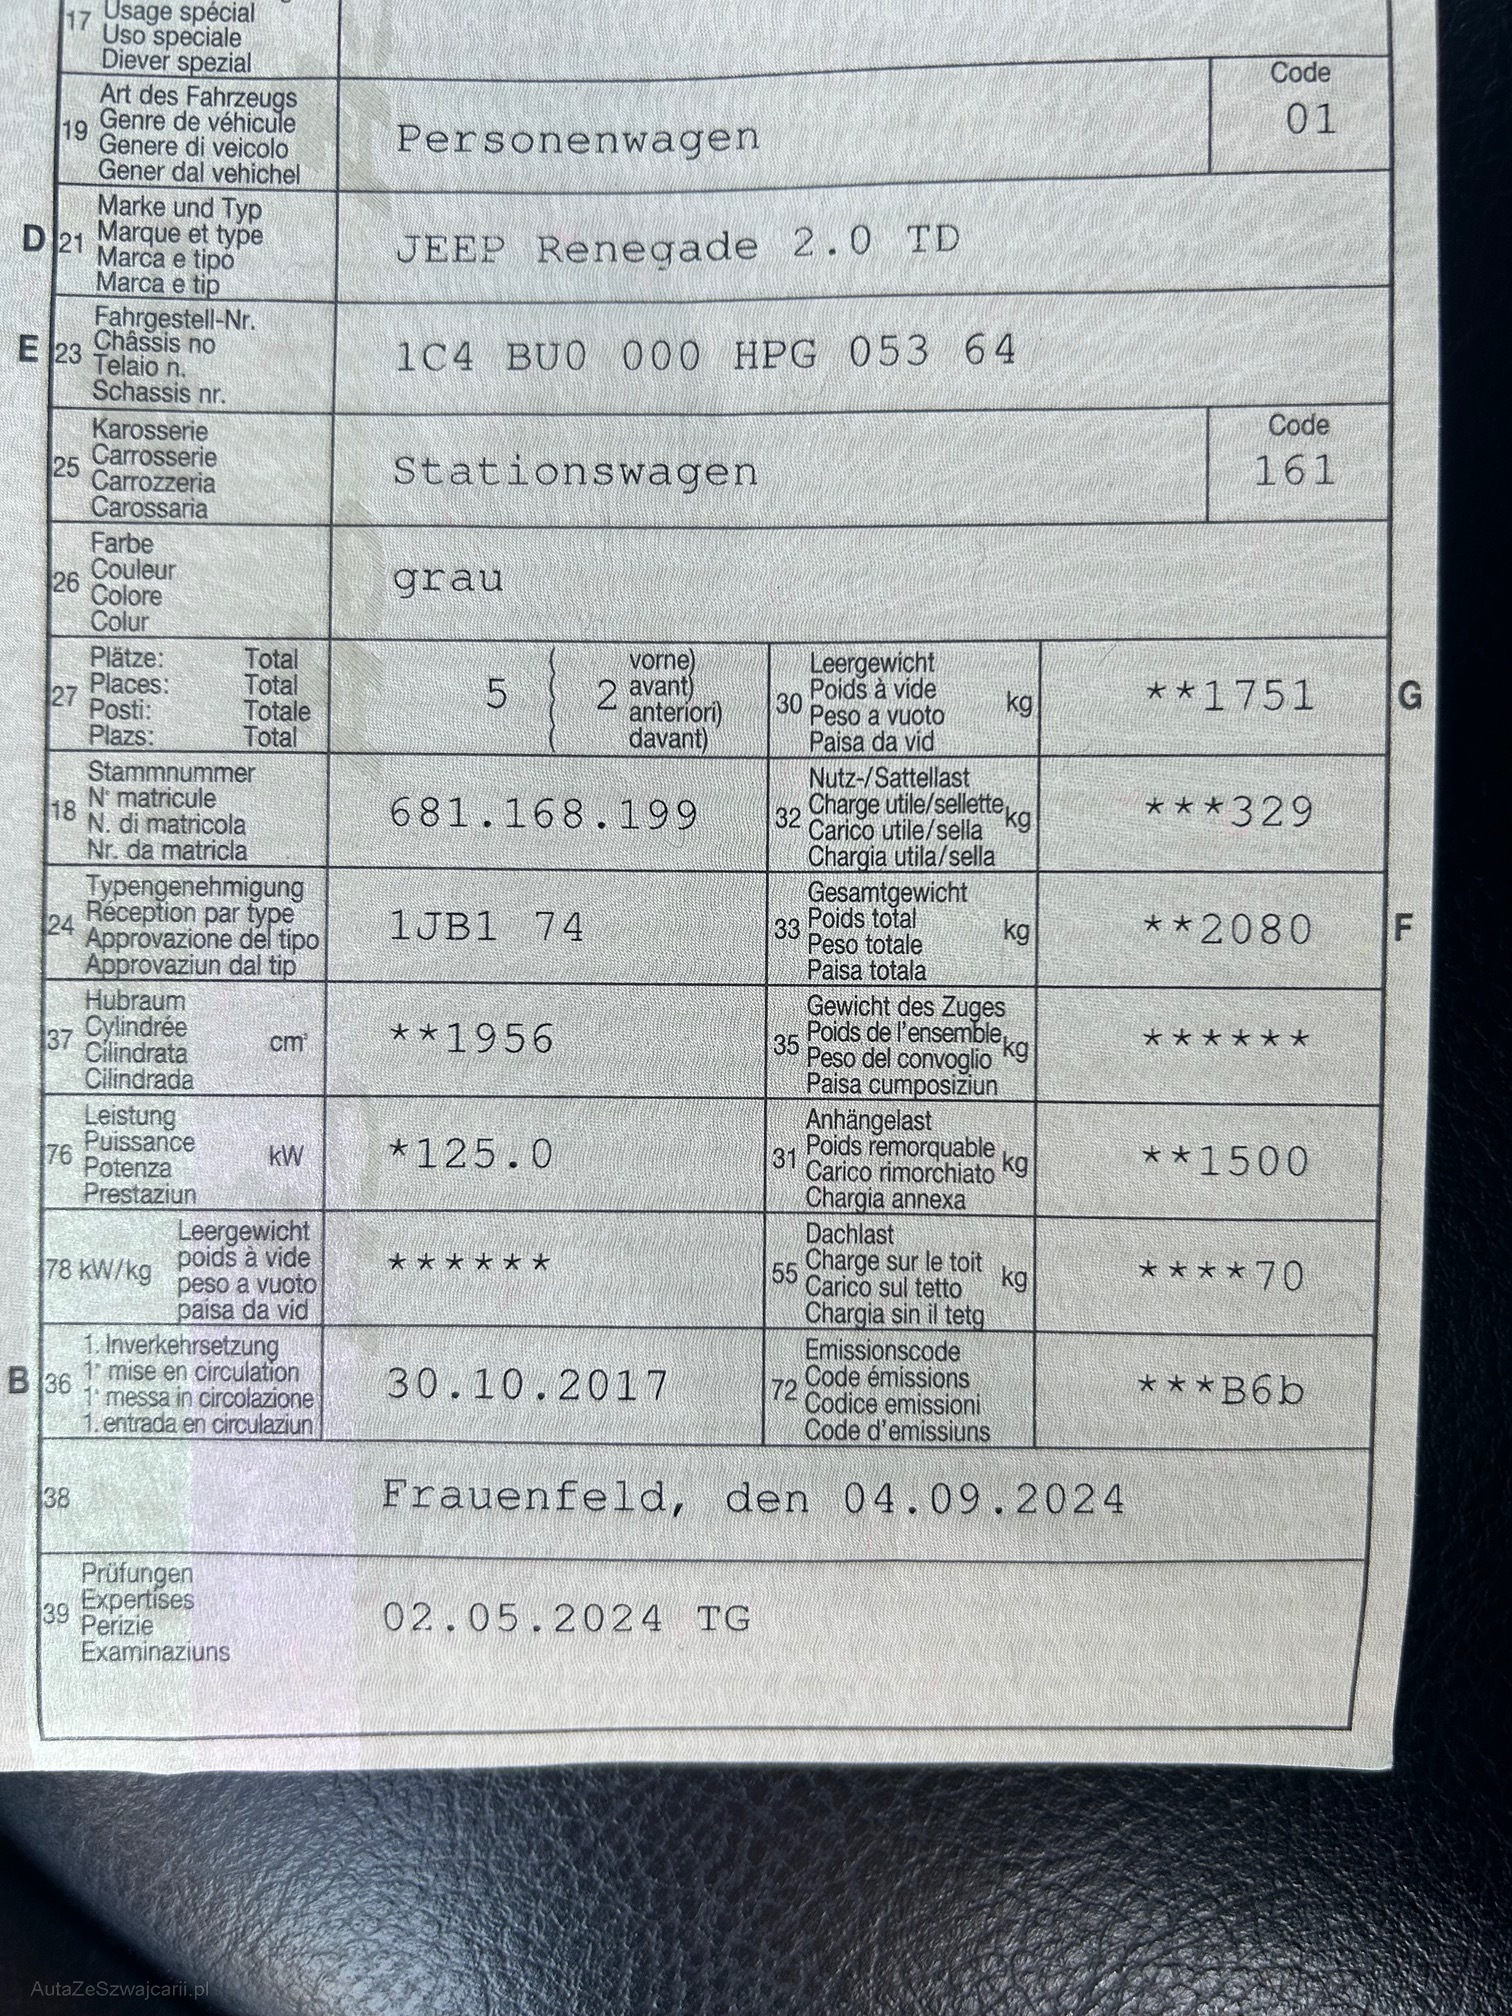 17 Usage spécial
Uso speciale
Diever spezial
19 Art des Fahrzeugs
Genre de véhicule
Genere di veicolo
Gener dal vehichel
Personenwagen
Code
01
D 21 Marke und Typ
Marque et type
Marca e tipo
Marca e tip
JEEP Renegade 2.0 TD
E 23 Fahrgestell-Nr.
Châssis no
Telaio n.
Schassis nr.
1C4 BU0 000 HPG 053 64
25 Karosserie
Carrosserie
Carrozzeria
Carossaria
Stationswagen
Code
161
26 Farbe
Couleur
Colore
Colur
grau
27 Plätze: Total
Places: Total
Posti: Totale
Plazs: Total
5 ( 2 vorne)
( avant)
( anteriori)
( davant)
30 Leergewicht
Poids à vide
Peso a vuoto
Paisa da vid
kg
**1751
G
18 Stammnummer
N° matricule
N. di matricola
Nr. da matricla
681.168.199
32 Nutz-/Sattellast
Charge utile/sellette
Carico utile/sella
Chargia utila/sella
kg
***329
24 Typengenehmigung
Réception par type
Approvazione del tipo
Approvaziun dal tip
1JB1 74
33 Gesamtgewicht
Poids total
Peso totale
Paisa totala
kg
**2080
F
37 Hubraum
Cylindrée
Cilindrata
Cilindrada
cm³
**1956
35 Gewicht des Zuges
Poids de l'ensemble
Peso del convoglio
Paisa cumposiziun
kg
******
76 Leistung
Puissance
Potenza
Prestaziun
kW
*125.0
31 Anhängelast
Poids remorquable
Carico rimorchiato
Chargia annexa
kg
**1500
78 kW/kg Leergewicht
poids à vide
peso a vuoto
paisa da vid
******
55 Dachlast
Charge sur le toit
Carico sul tetto
Chargia sin il tetg
kg
****70
B 36 1. Inverkehrsetzung
1ʳᵉ mise en circulation
1ᵃ messa in circolazione
1. entrada en circulaziun
30.10.2017
72 Emissionscode
Code émissions
Codice emissioni
Code d'emissiuns
***B6b
38 Frauenfeld, den 04.09.2024
39 Prüfungen
Expertises
Perizie
Examinaziuns
02.05.2024 TG
AutaZeSzwajcarii.pl